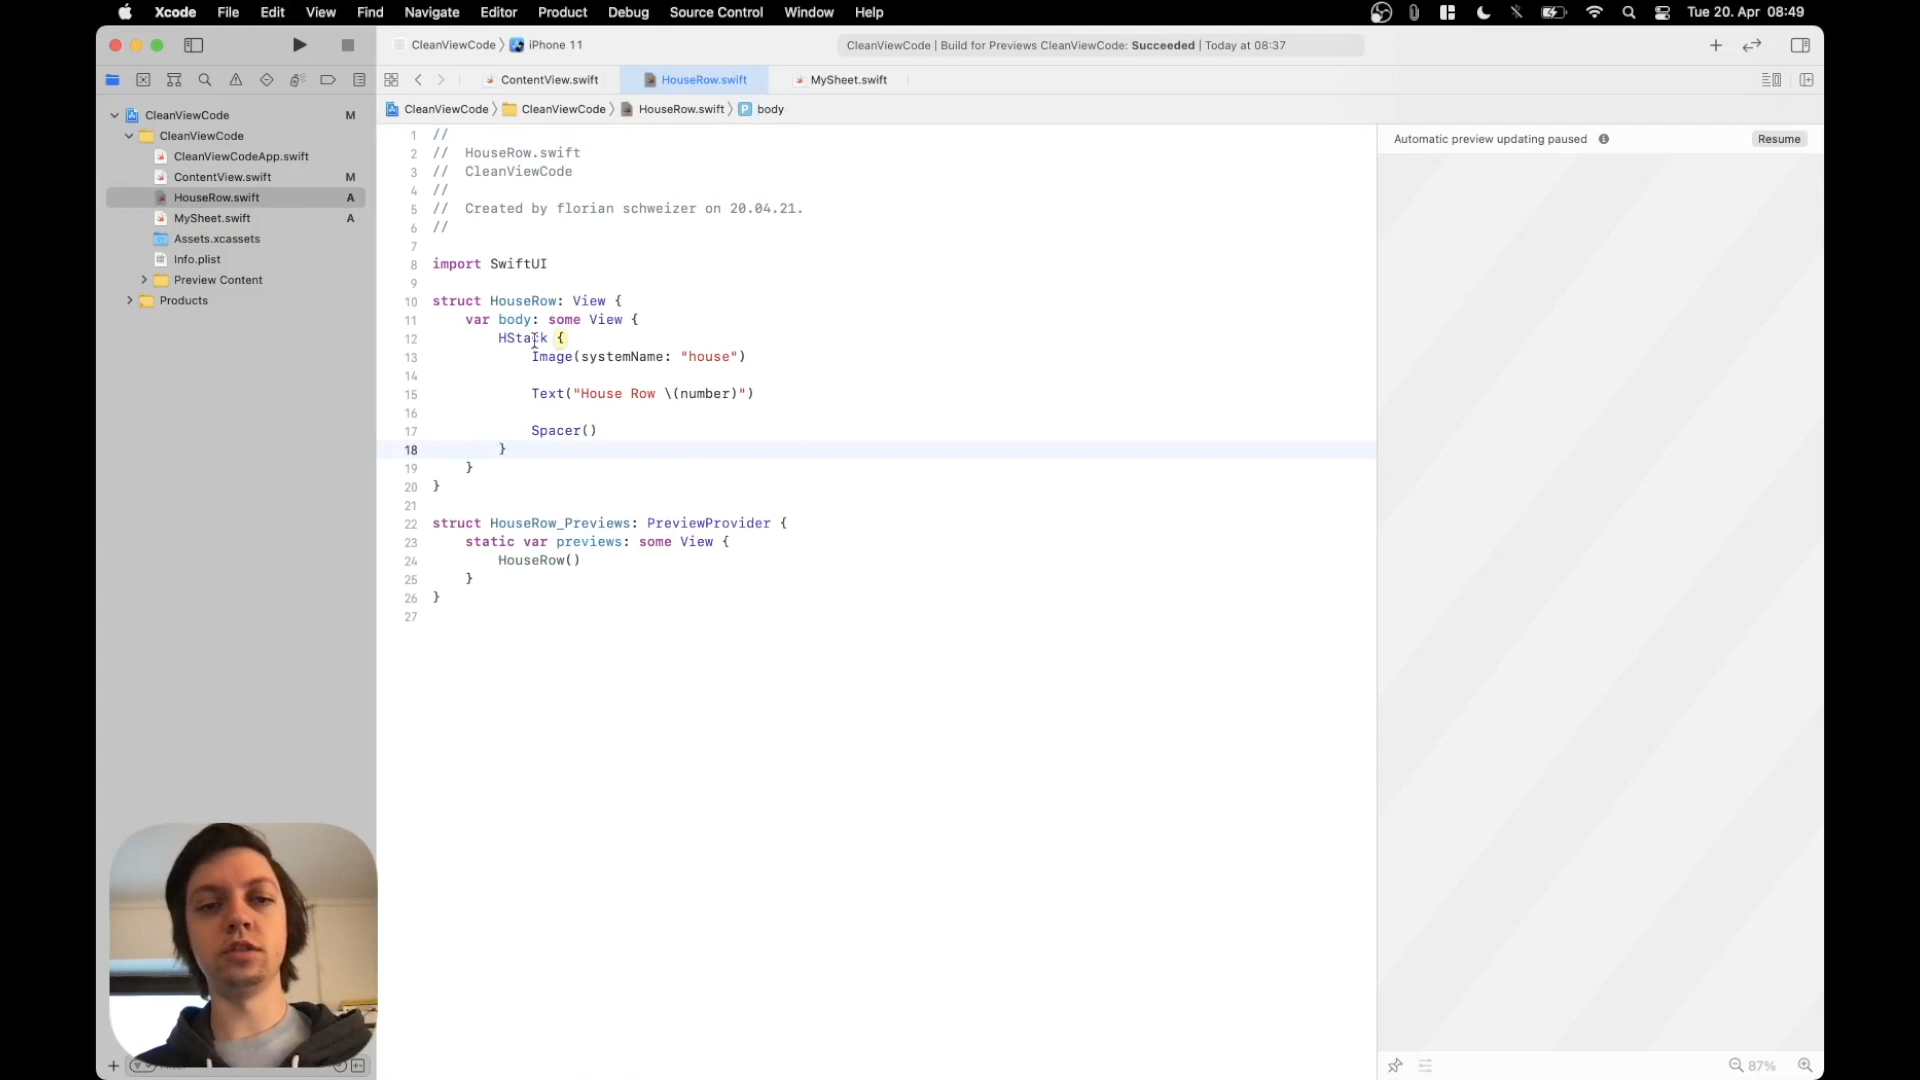 Xcode File Edit View Find Navigate Editor Product Debug Source Control Window Help Tue 20. Apr 08:49
CleanViewCode iPhone 11 CleanViewCode | Build for Previews CleanViewCode: Succeeded | Today at 08:37
ContentView.swift HouseRow.swift MySheet.swift
CleanViewCode CleanViewCode HouseRow.swift body
CleanViewCode M
CleanViewCode
CleanViewCodeApp.swift
ContentView.swift M
HouseRow.swift A
MySheet.swift A
Assets.xcassets
Info.plist
Preview Content
Products
1 //
2 // HouseRow.swift
3 // CleanViewCode
4 //
5 // Created by florian schweizer on 20.04.21.
6 //
7
8 import SwiftUI
9
10 struct HouseRow: View {
11 var body: some View {
12 HStack {
13 Image(systemName: "house")
14
15 Text("House Row \(number)")
16
17 Spacer()
18 }
19 }
20 }
21
22 struct HouseRow_Previews: PreviewProvider {
23 static var previews: some View {
24 HouseRow()
25 }
26 }
27
Automatic preview updating paused Resume
87%